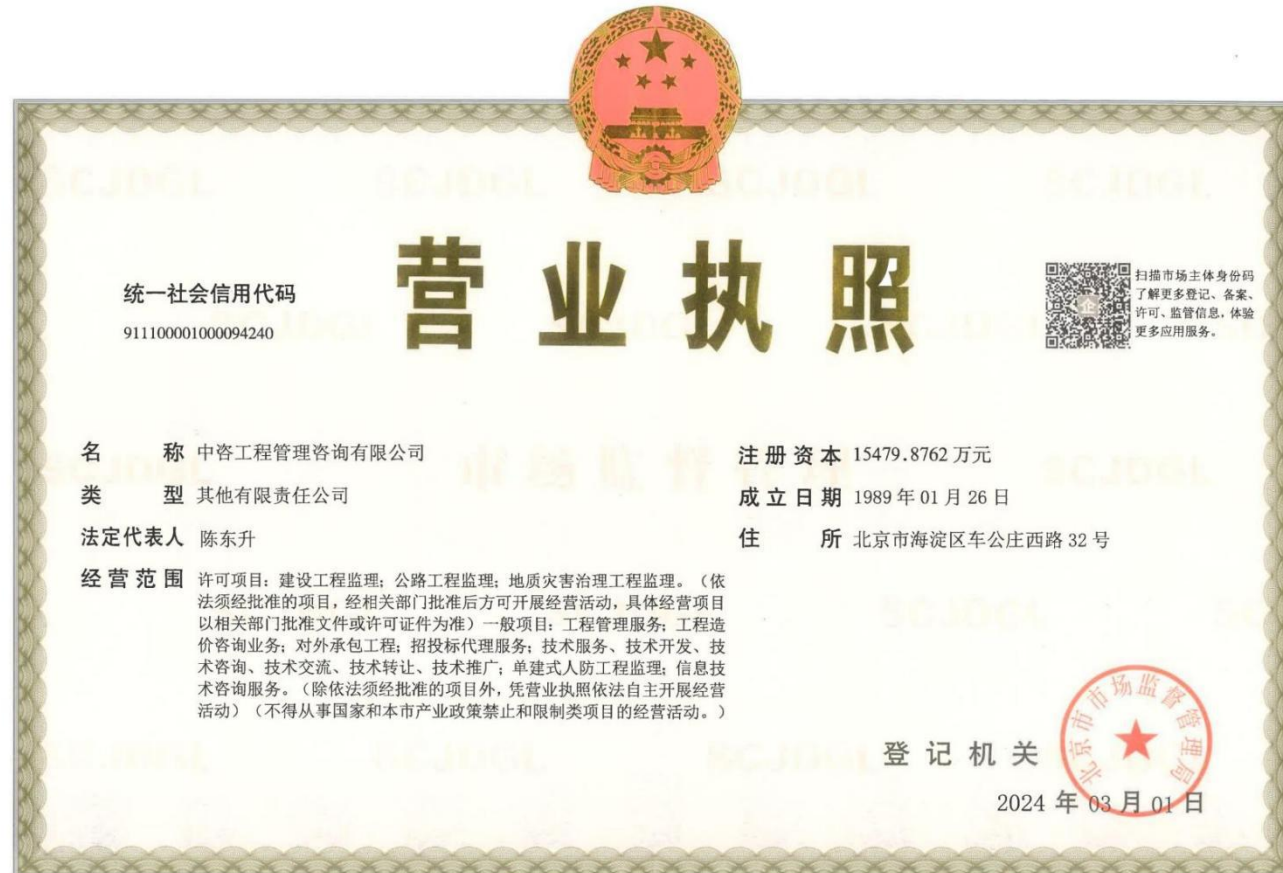 营业执照
统一社会信用代码
911100001000094240
扫描市场主体身份码
了解更多登记、备案、
许可、监管信息,体验
更多应用服务。
名称 中咨工程管理咨询有限公司
类型 其他有限责任公司
法定代表人 陈东升
经营范围 许可项目:建设工程监理;公路工程监理;地质灾害治理工程监理。(依
法须经批准的项目,经相关部门批准后方可开展经营活动,具体经营项目
以相关部门批准文件或许可证件为准)一般项目:工程管理服务;工程造
价咨询业务;对外承包工程;招投标代理服务;技术服务、技术开发、技
术咨询、技术交流、技术转让、技术推广;单建式人防工程监理;信息技
术咨询服务。(除依法须经批准的项目外,凭营业执照依法自主开展经营
活动)(不得从事国家和本市产业政策禁止和限制类项目的经营活动。)
注册资本 15479.8762万元
成立日期 1989年01月26日
住所 北京市海淀区车公庄西路32号
登记机关
北京市市场监督管理局
2024年03月01日
SCJDGL